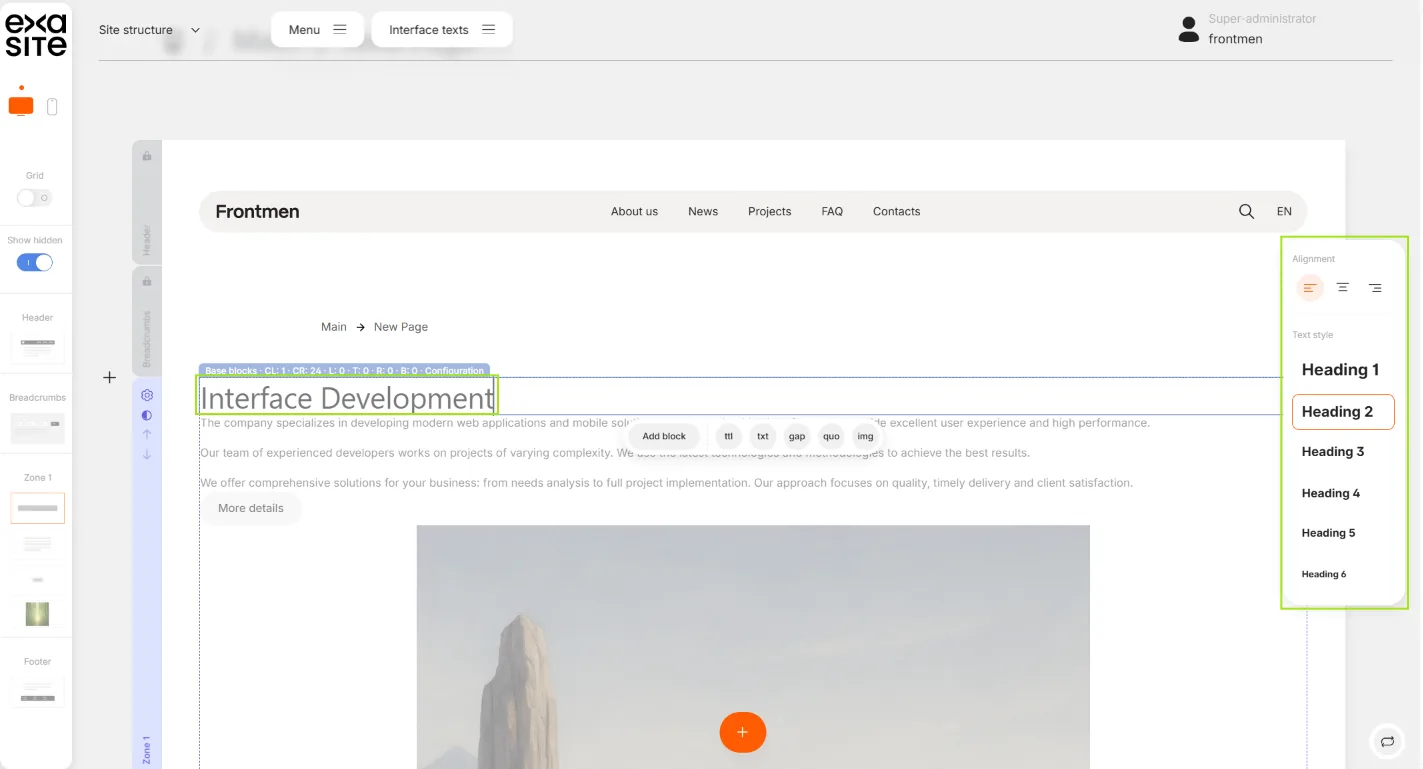 exa
site
Site structure
Menu
Interface texts
Super-administrator
frontmen
Grid
Show hidden
Header
Breadcrumbs
Zone 1
Footer
Header
Breadcrumbs
Zone 1
Frontmen
About us
News
Projects
FAQ
Contacts
EN
Main → New Page
Base blocks · CL: 1 · CR: 24 · L: 0 · T: 0 · R: 0 · B: 0 · Configuration
Interface Development
The company specializes in developing modern web applications and mobile solu de excellent user experience and high performance.
Add block
ttl
txt
gap
quo
img
Our team of experienced developers works on projects of varying complexity. We use the latest technologies and methodologies to achieve the best results.
We offer comprehensive solutions for your business: from needs analysis to full project implementation. Our approach focuses on quality, timely delivery and client satisfaction.
More details
Alignment
Text style
Heading 1
Heading 2
Heading 3
Heading 4
Heading 5
Heading 6